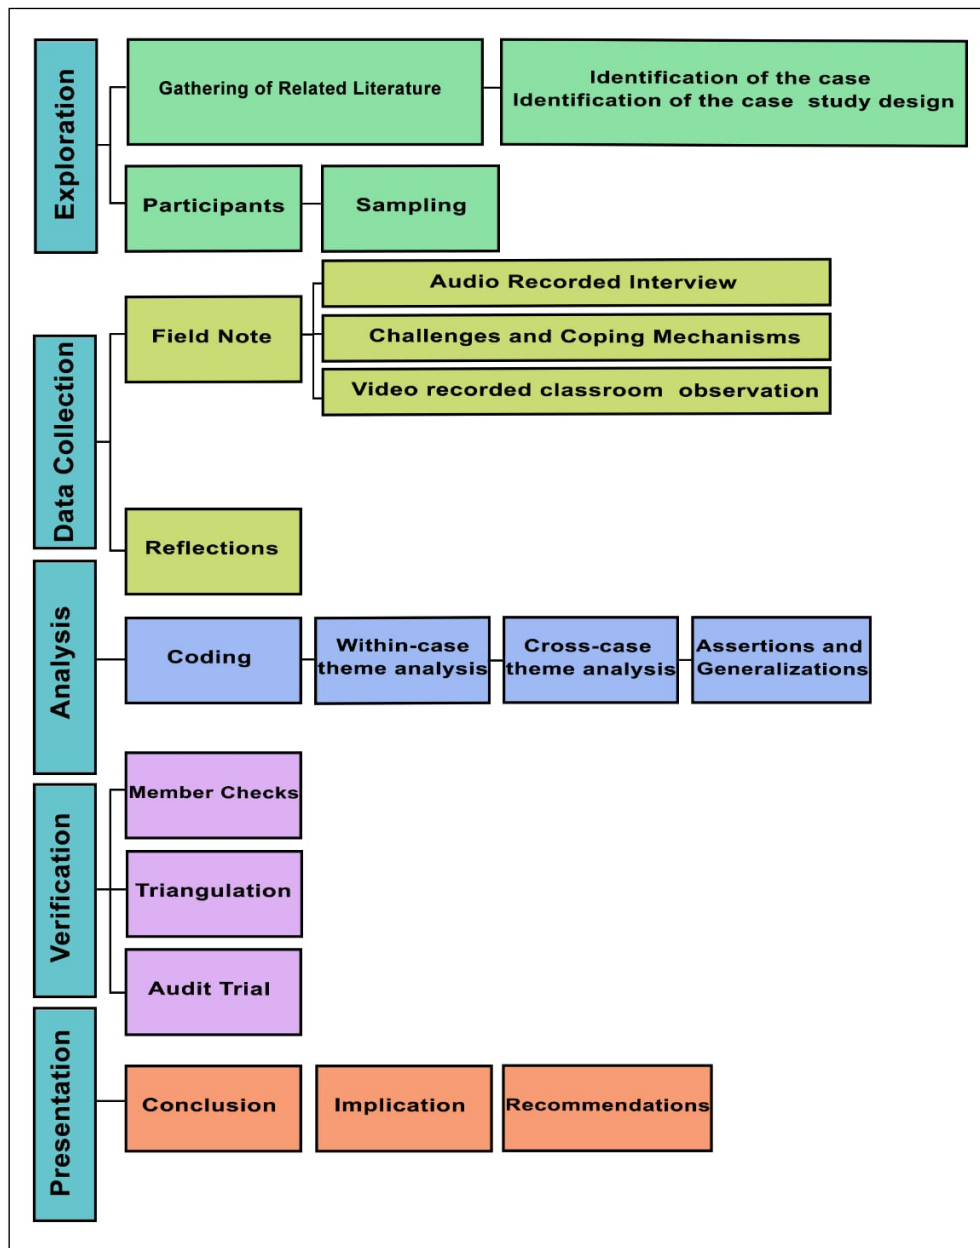 Exploration
Gathering of Related Literature
Identification of the case
Identification of the case study design
Participants
Sampling
Data Collection
Field Note
Audio Recorded Interview
Challenges and Coping Mechanisms
Video recorded classroom observation
Reflections
Analysis
Coding
Within-case
theme analysis
Cross-case
theme analysis
Assertions and
Generalizations
Verification
Member Checks
Triangulation
Audit Trial
Presentation
Conclusion
Implication
Recommendations